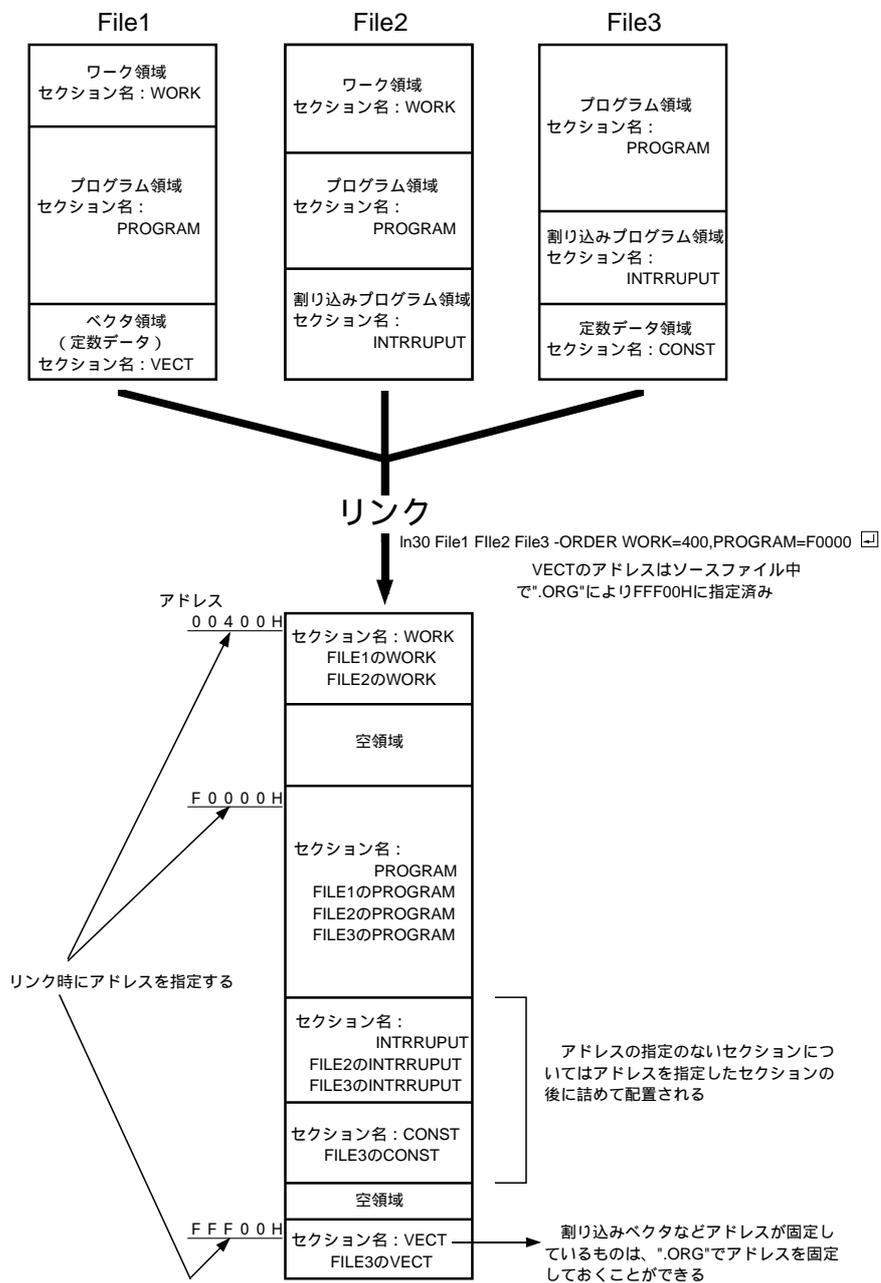 File1
ワーク領域
セクション名：WORK
プログラム領域
セクション名：
PROGRAM
ベクタ領域
（定数データ）
セクション名：VECT
File2
ワーク領域
セクション名：WORK
プログラム領域
セクション名：
PROGRAM
割り込みプログラム領域
セクション名：
INTRRUPUT
File3
プログラム領域
セクション名：
PROGRAM
割り込みプログラム領域
セクション名：
INTRRUPUT
定数データ領域
セクション名：CONST
リンク
ln30 File1 FIle2 File3 -ORDER WORK=400,PROGRAM=F0000
VECTのアドレスはソースファイル中
で".ORG"によりFFF00Hに指定済み
アドレス
00400H
セクション名：WORK
FILE1のWORK
FILE2のWORK
空領域
F0000H
セクション名：
PROGRAM
FILE1のPROGRAM
FILE2のPROGRAM
FILE3のPROGRAM
リンク時にアドレスを指定する
セクション名：
INTRRUPUT
FILE2のINTRRUPUT
FILE3のINTRRUPUT
アドレスの指定のないセクションにつ
いてはアドレスを指定したセクションの
後に詰めて配置される
セクション名：CONST
FILE3のCONST
空領域
FFF00H
セクション名：VECT
FILE3のVECT
割り込みベクタなどアドレスが固定し
ているものは、".ORG"でアドレスを固定
しておくことができる